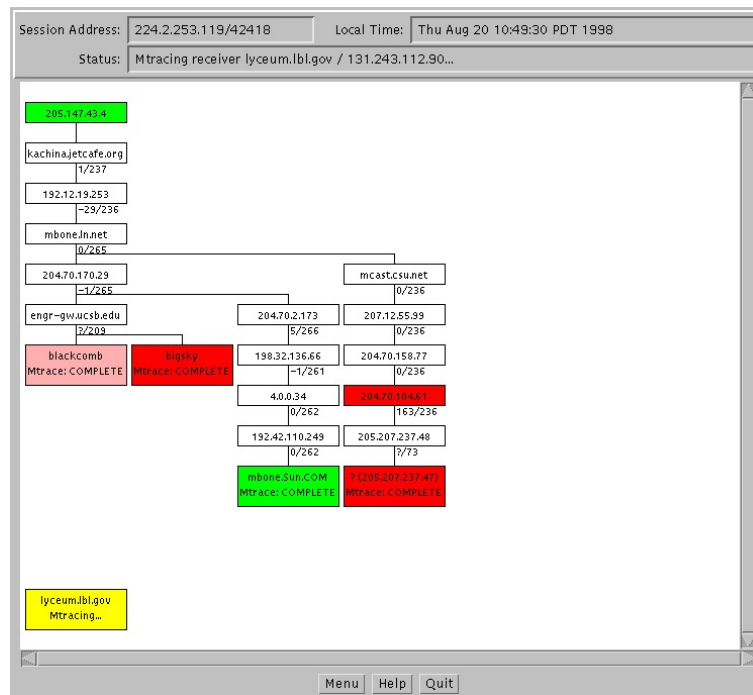 Session Address: 224.2.253.119/42418 Local Time: Thu Aug 20 10:49:30 PDT 1998
Status: Mtracing receiver lyceum.lbl.gov / 131.243.112.90...
205.147.43.4
kachina.jetcafe.org
1/237
192.12.19.253
-29/236
mbone.ln.net
0/265
204.70.170.29 mcast.csu.net
-1/265 0/236
engr-gw.ucsb.edu 204.70.2.173 207.12.55.99
?/209 5/266 0/236
blackcomb bigsky 198.32.136.66 204.70.158.77
Mtrace: COMPLETE Mtrace: COMPLETE -1/261 0/236
4.0.0.34 204.70.104.61
0/262 163/236
192.42.110.249 205.207.237.48
0/262 ?/73
mbone.Sun.COM ? (205.207.237.47)
Mtrace: COMPLETE Mtrace: COMPLETE
lyceum.lbl.gov
Mtracing...
Menu Help Quit